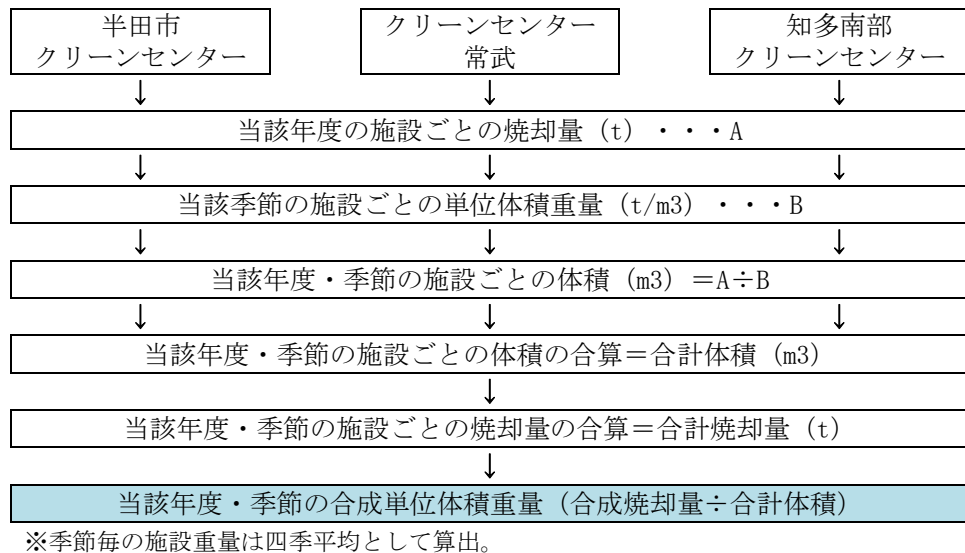 半田市
クリーンセンター
クリーンセンター
常武
知多南部
クリーンセンター
↓ ↓ ↓
当該年度の施設ごとの焼却量（t）・・・A
↓ ↓ ↓
当該季節の施設ごとの単位体積重量（t/m3）・・・B
↓ ↓ ↓
当該年度・季節の施設ごとの体積（m3）＝A÷B
↓ ↓ ↓
当該年度・季節の施設ごとの体積の合算＝合計体積（m3）
↓
当該年度・季節の施設ごとの焼却量の合算＝合計焼却量（t）
↓
当該年度・季節の合成単位体積重量（合成焼却量÷合計体積）
※季節毎の施設重量は四季平均として算出。